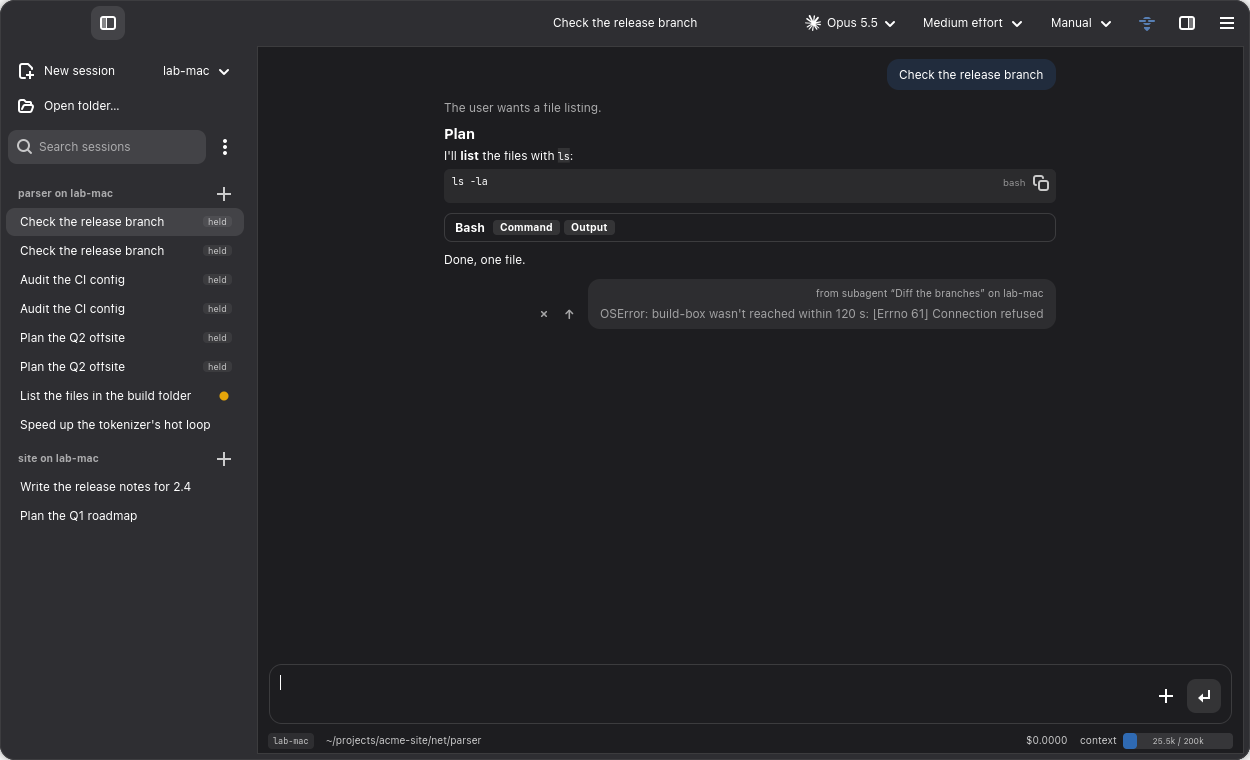 Check the release branch
Opus 5.5
Medium effort
Manual
New session
lab-mac
Open folder...
Search sessions
parser on lab-mac
Check the release branch held
Check the release branch held
Audit the CI config held
Audit the CI config held
Plan the Q2 offsite held
Plan the Q2 offsite held
List the files in the build folder
Speed up the tokenizer's hot loop
site on lab-mac
Write the release notes for 2.4
Plan the Q1 roadmap
Check the release branch
The user wants a file listing.
Plan
I'll list the files with ls:
ls -la
bash
Bash Command Output
Done, one file.
from subagent “Diff the branches” on lab-mac
OSError: build-box wasn't reached within 120 s: [Errno 61] Connection refused
lab-mac ~/projects/acme-site/net/parser
$0.0000 context 25.5k / 200k